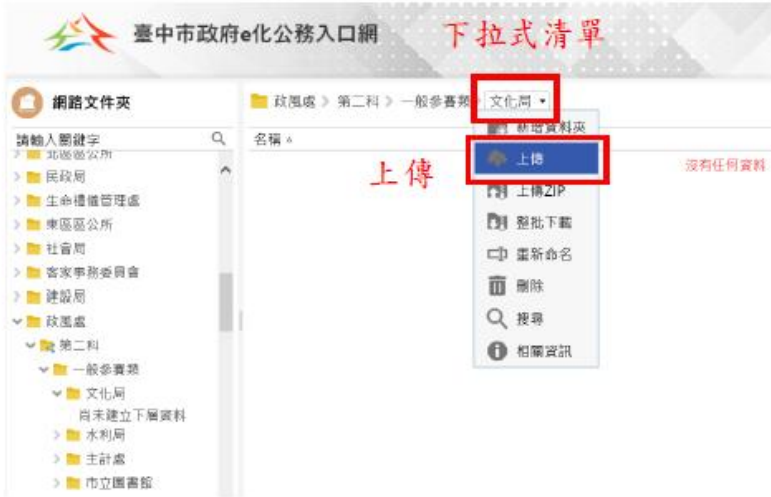 臺中市政府e化公務入口網
下拉式清單
網路文件夾
政風處 > 第二科 > 一般參賽類 > 文化局
請輸入關鍵字
名稱
新增資料夾
上傳
上傳
沒有任何資料
上傳ZIP
整批下載
重新命名
刪除
搜尋
相關資訊
北區區公所
民政局
生命禮儀管理處
東區區公所
社會局
客家事務委員會
建設局
政風處
第二科
一般參賽類
文化局
尚未建立下層資料
水利局
主計處
市立圖書館